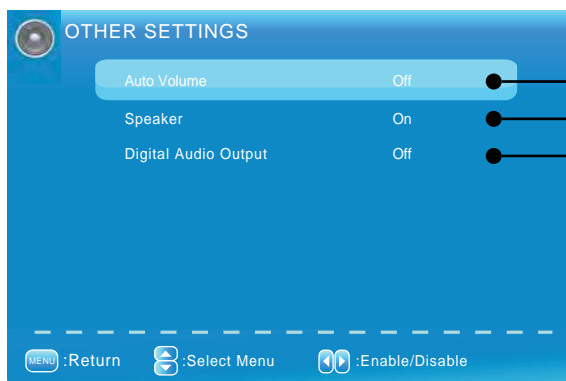 OTHER SETTINGS
Auto Volume Off
Speaker On
Digital Audio Output Off
MENU :Return :Select Menu :Enable/Disable